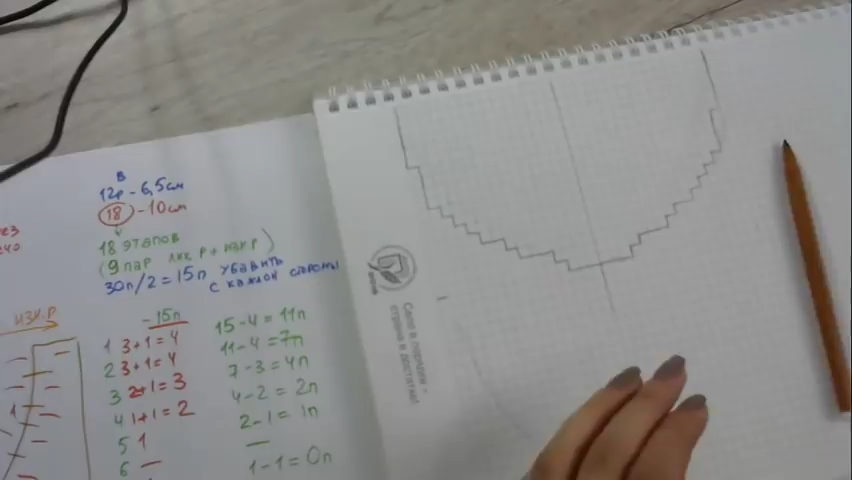 В
12р - 6,5см
18 - 10см
18 этапов
(9 пар лиц р + изн.р)
30п/2 = 15п убавить
с каждой стороны
изн.р
-15п
1 3+1=4
2 3+1=4
3 2+1=3
4 1+1=2
5 1
6 —
15-4=11п
11-4=7п
7-3=4п
4-2=2п
2-1=1п
—
1-1=0п